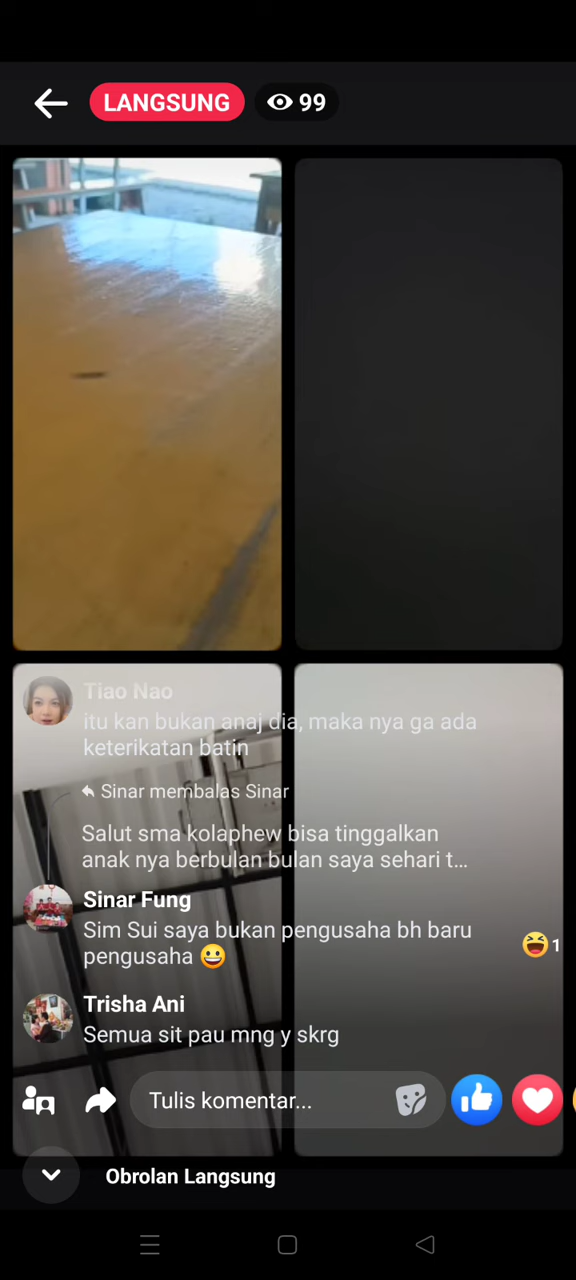 LANGSUNG
99
Tiao Nao
itu kan bukan anaj dia, maka nya ga ada
keterikatan batin
Sinar membalas Sinar
Salut sma kolaphew bisa tinggalkan
anak nya berbulan bulan saya sehari t...
Sinar Fung
Sim Sui saya bukan pengusaha bh baru
pengusaha 😀
😆 1
Trisha Ani
Semua sit pau mng y skrg
Tulis komentar...
Obrolan Langsung